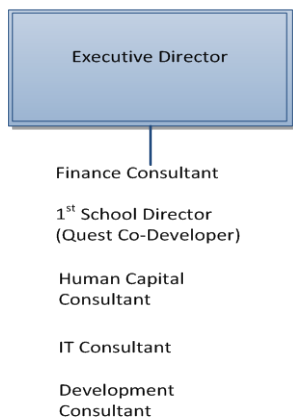 Executive Director
Finance Consultant
1st School Director
(Quest Co-Developer)
Human Capital
Consultant
IT Consultant
Development
Consultant